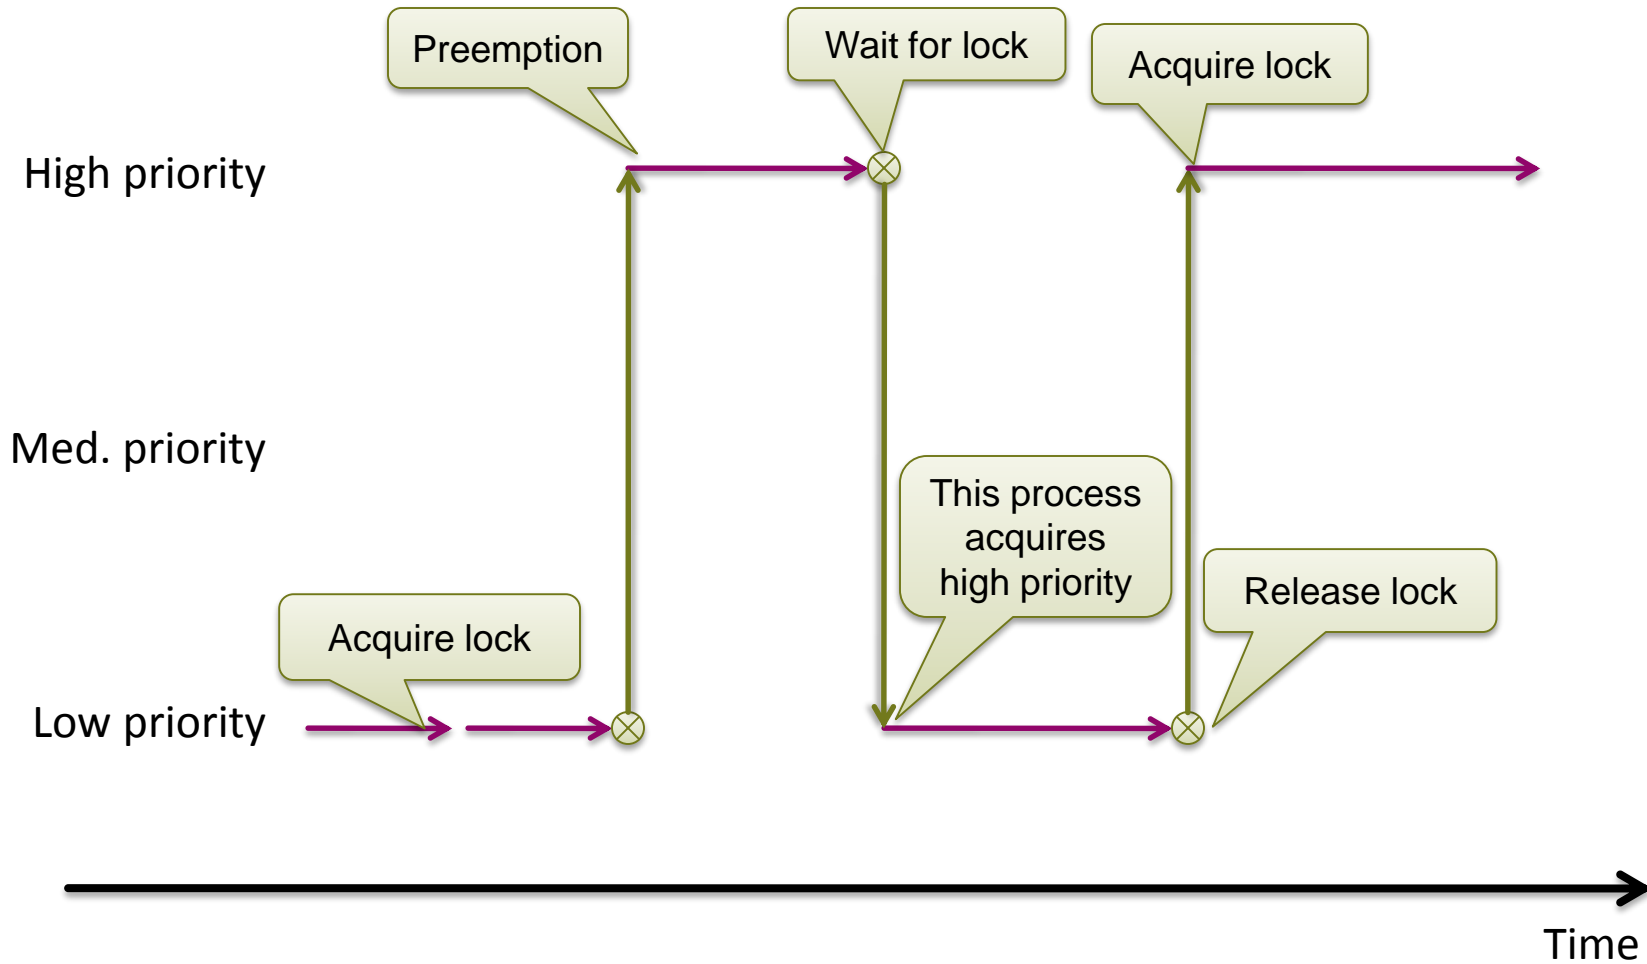 Preemption
Wait for lock
Acquire lock
High priority
Med. priority
This process
acquires
high priority
Release lock
Acquire lock
Low priority
Time